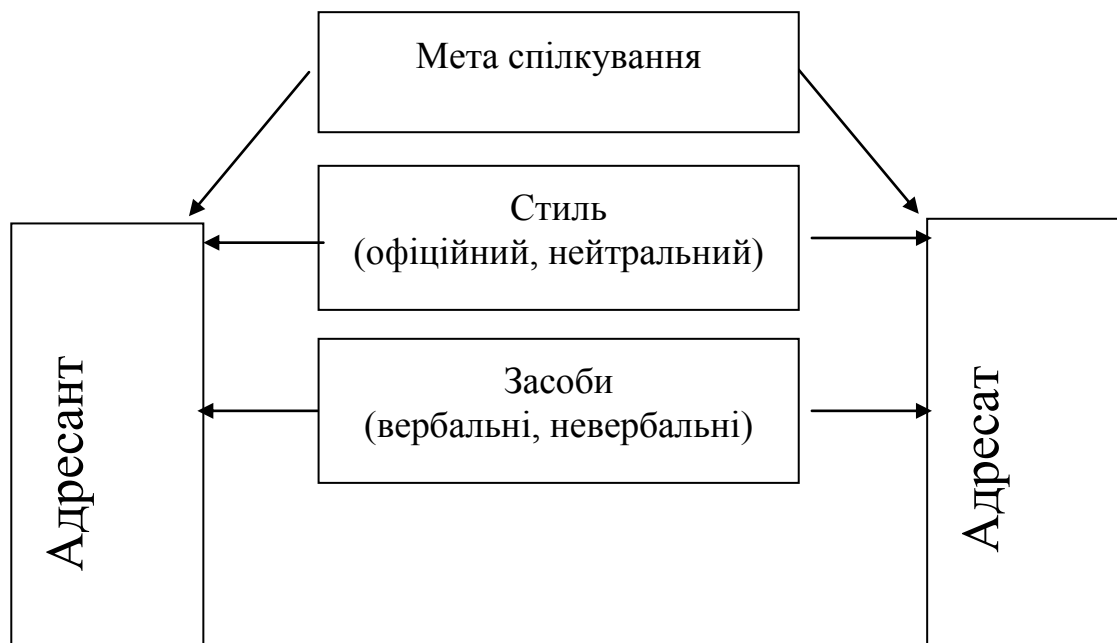 Мета спілкування
Стиль
(офіційний, нейтральний)
Засоби
(вербальні, невербальні)
Адресант
Адресат